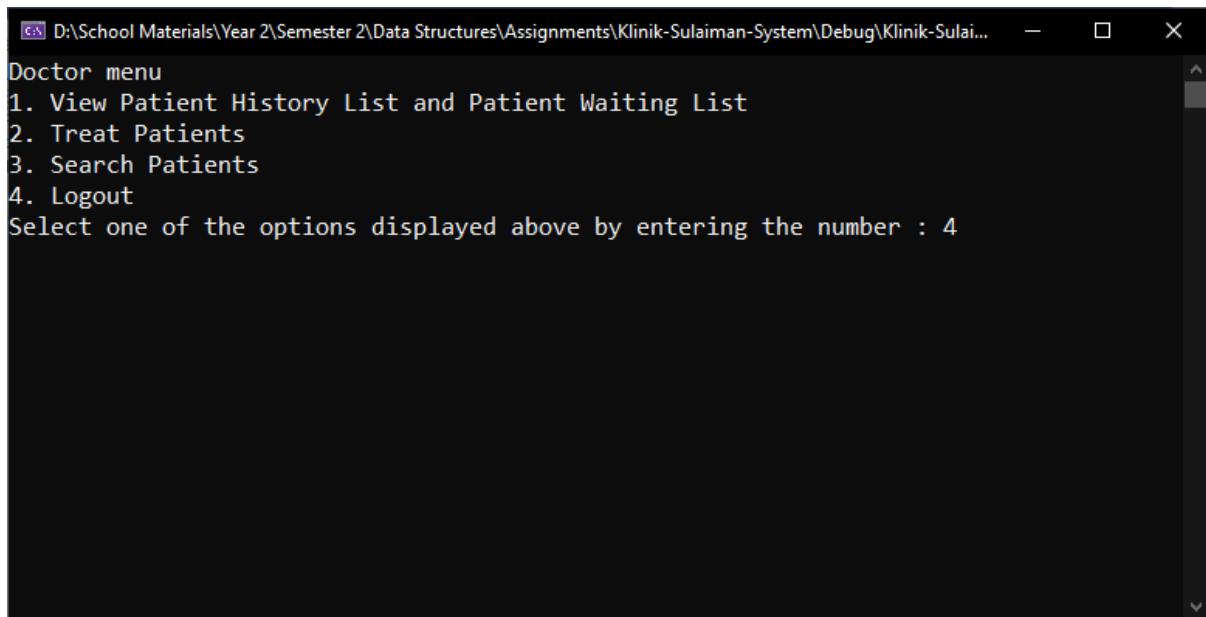 D:\School Materials\Year 2\Semester 2\Data Structures\Assignments\Klinik-Sulaiman-System\Debug\Klinik-Sulai...
Doctor menu
1. View Patient History List and Patient Waiting List
2. Treat Patients
3. Search Patients
4. Logout
Select one of the options displayed above by entering the number : 4